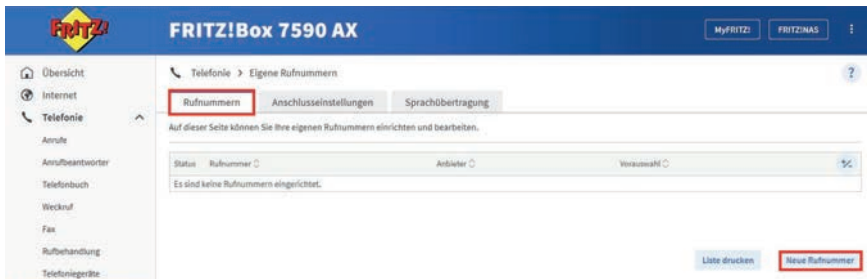 FRITZ!
FRITZ!Box 7590 AX
MyFRITZ!
FRITZ!NAS
Übersicht
Internet
Telefonie
Anrufe
Anrufbeantworter
Telefonbuch
Weckruf
Fax
Rufbehandlung
Telefoniegeräte
Telefonie > Eigene Rufnummern
?
Rufnummern
Anschlusseinstellungen
Sprachübertragung
Auf dieser Seite können Sie Ihre eigenen Rufnummern einrichten und bearbeiten.
Status Rufnummer Anbieter Vorauswahl
Es sind keine Rufnummern eingerichtet.
Liste drucken
Neue Rufnummer